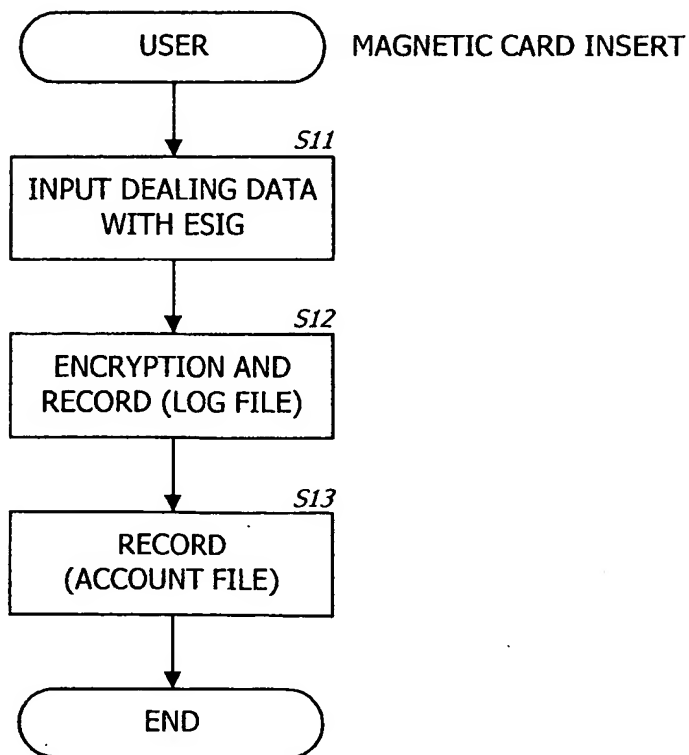 USER
MAGNETIC CARD INSERT
S11
INPUT DEALING DATA
WITH ESIG
S12
ENCRYPTION AND
RECORD (LOG FILE)
S13
RECORD
(ACCOUNT FILE)
END